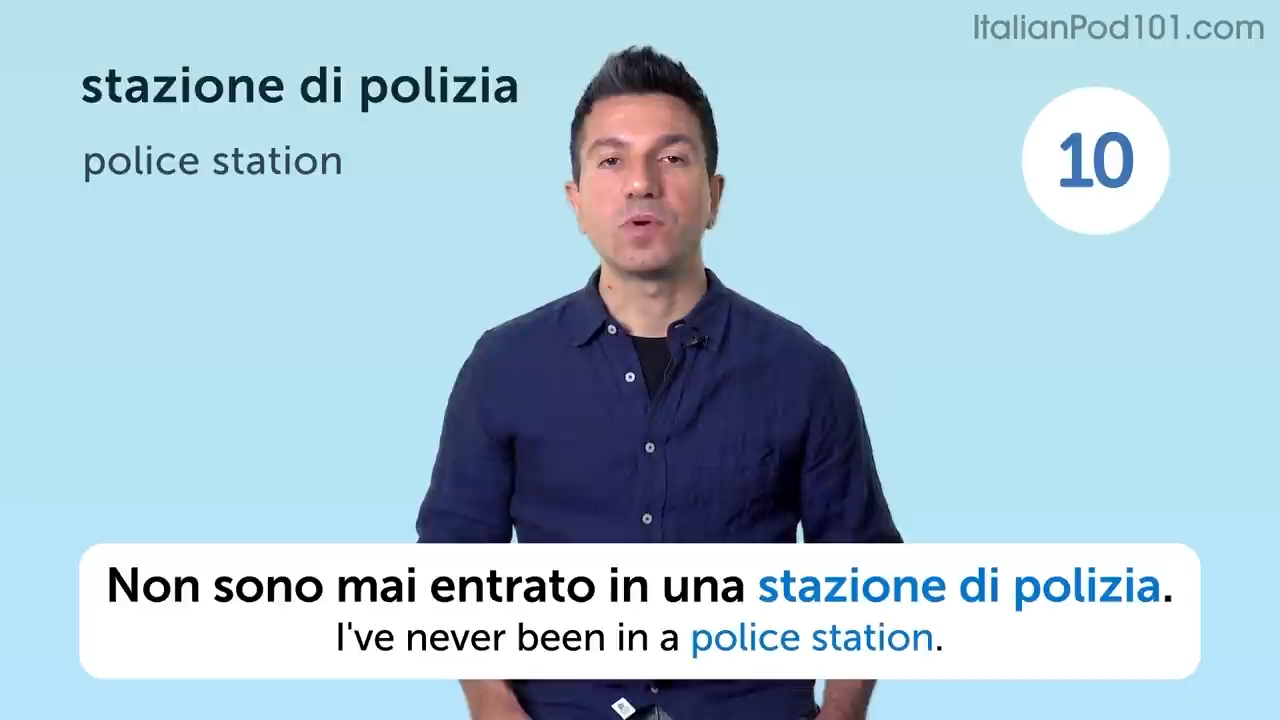 ItalianPod101.com
stazione di polizia
police station
10
Non sono mai entrato in una stazione di polizia.
I've never been in a police station.